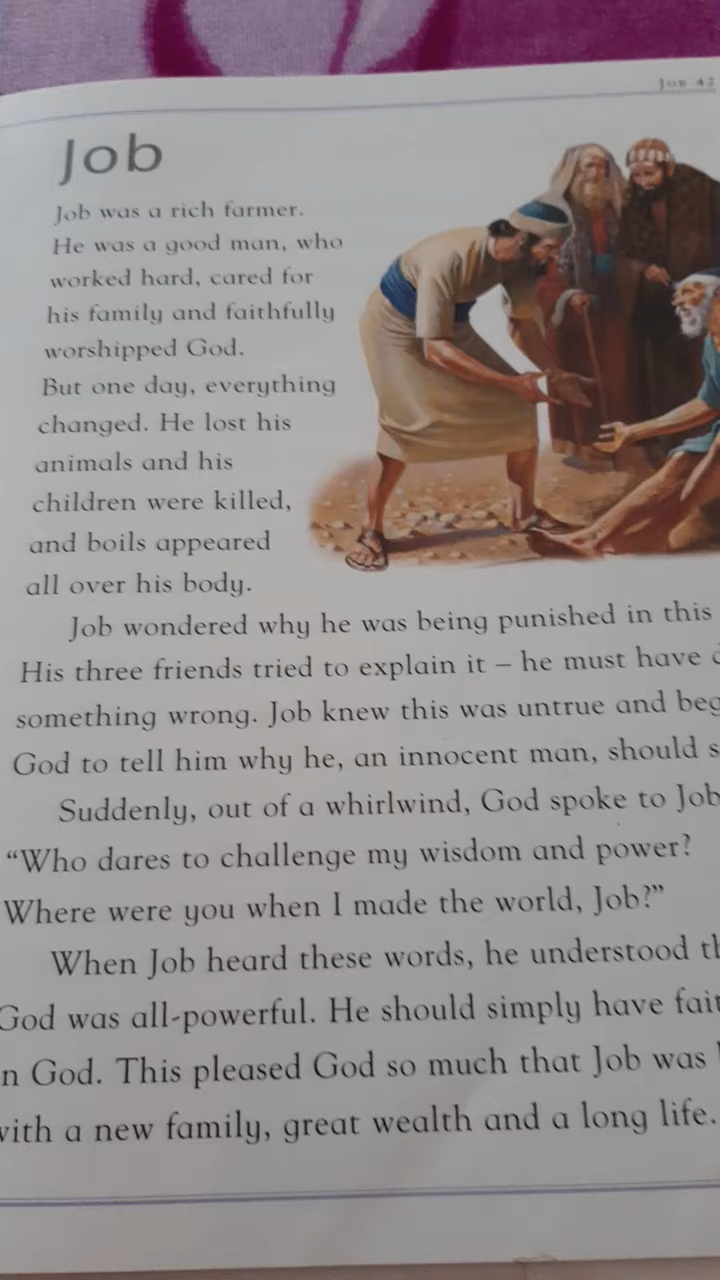 Job 42
Job
Job was a rich farmer.
He was a good man, who
worked hard, cared for
his family and faithfully
worshipped God.
But one day, everything
changed. He lost his
animals and his
children were killed,
and boils appeared
all over his body.
Job wondered why he was being punished in this
His three friends tried to explain it – he must have
something wrong. Job knew this was untrue and beg
God to tell him why he, an innocent man, should s
Suddenly, out of a whirlwind, God spoke to Job
“Who dares to challenge my wisdom and power?
Where were you when I made the world, Job?”
When Job heard these words, he understood th
God was all-powerful. He should simply have fait
n God. This pleased God so much that Job was
with a new family, great wealth and a long life.